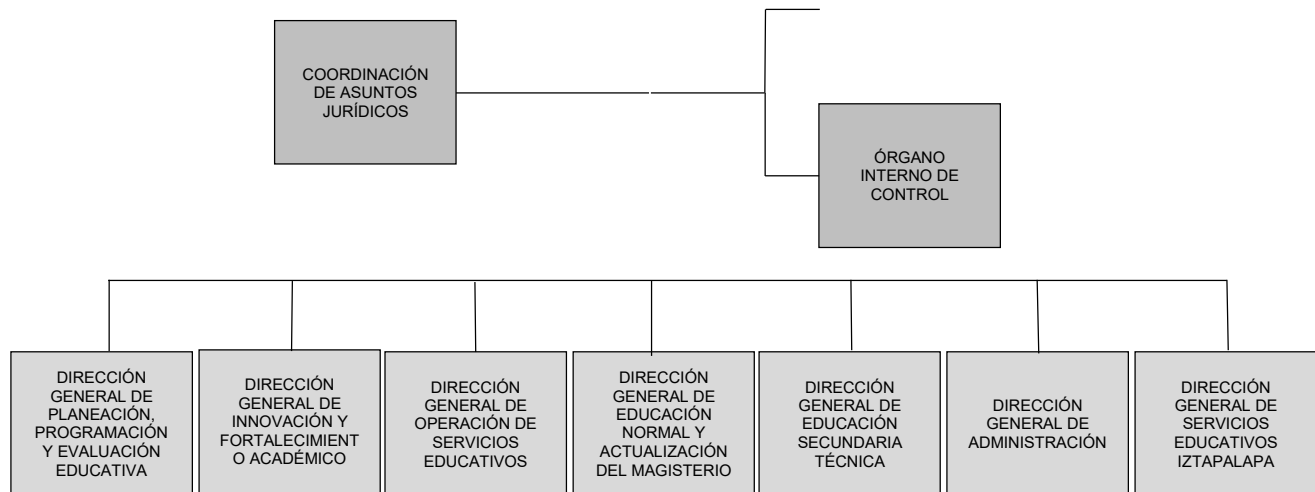 COORDINACIÓN
DE ASUNTOS
JURÍDICOS
ÓRGANO
INTERNO DE
CONTROL
DIRECCIÓN
GENERAL DE
PLANEACIÓN,
PROGRAMACIÓN
Y EVALUACIÓN
EDUCATIVA
DIRECCIÓN
GENERAL DE
INNOVACIÓN Y
FORTALECIMIENT
O ACADÉMICO
DIRECCIÓN
GENERAL DE
OPERACIÓN DE
SERVICIOS
EDUCATIVOS
DIRECCIÓN
GENERAL DE
EDUCACIÓN
NORMAL Y
ACTUALIZACIÓN
DEL MAGISTERIO
DIRECCIÓN
GENERAL DE
EDUCACIÓN
SECUNDARIA
TÉCNICA
DIRECCIÓN
GENERAL DE
ADMINISTRACIÓN
DIRECCIÓN
GENERAL DE
SERVICIOS
EDUCATIVOS
IZTAPALAPA